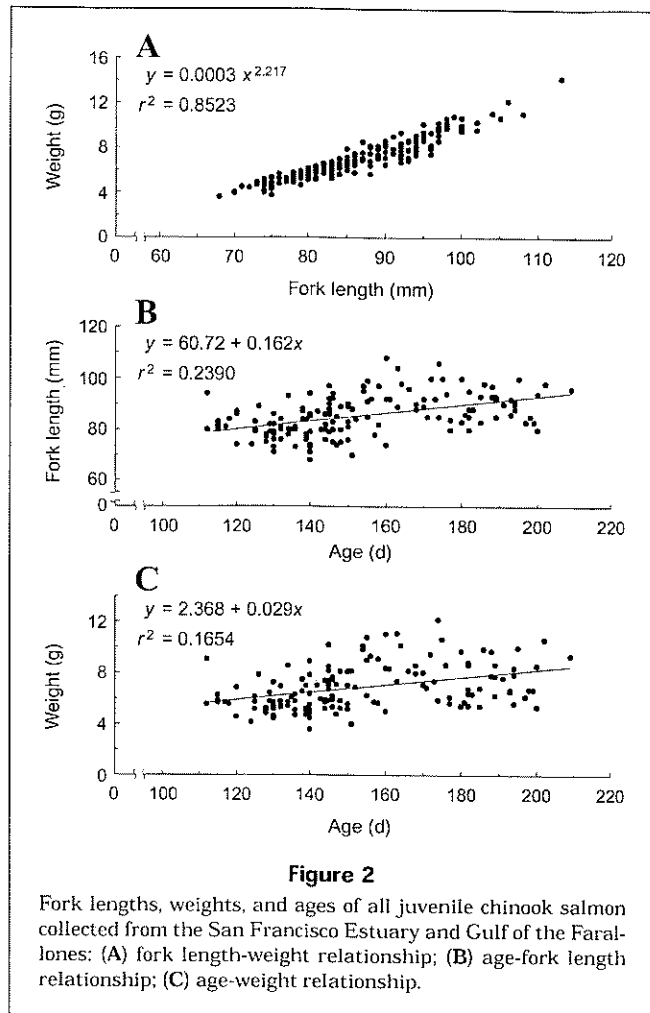 A
y = 0.0003 x^2.217
r² = 0.8523
16
12
8
4
0
Weight (g)
0 60 70 80 90 100 110 120
Fork length (mm)
B
y = 60.72 + 0.162x
r² = 0.2390
120
100
80
60
0
Fork length (mm)
0 100 120 140 160 180 200 220
Age (d)
C
y = 2.368 + 0.029x
r² = 0.1654
12
8
4
0
Weight (g)
0 100 120 140 160 180 200 220
Age (d)
Figure 2
Fork lengths, weights, and ages of all juvenile chinook salmon
collected from the San Francisco Estuary and Gulf of the Faral-
lones: (A) fork length-weight relationship; (B) age-fork length
relationship; (C) age-weight relationship.